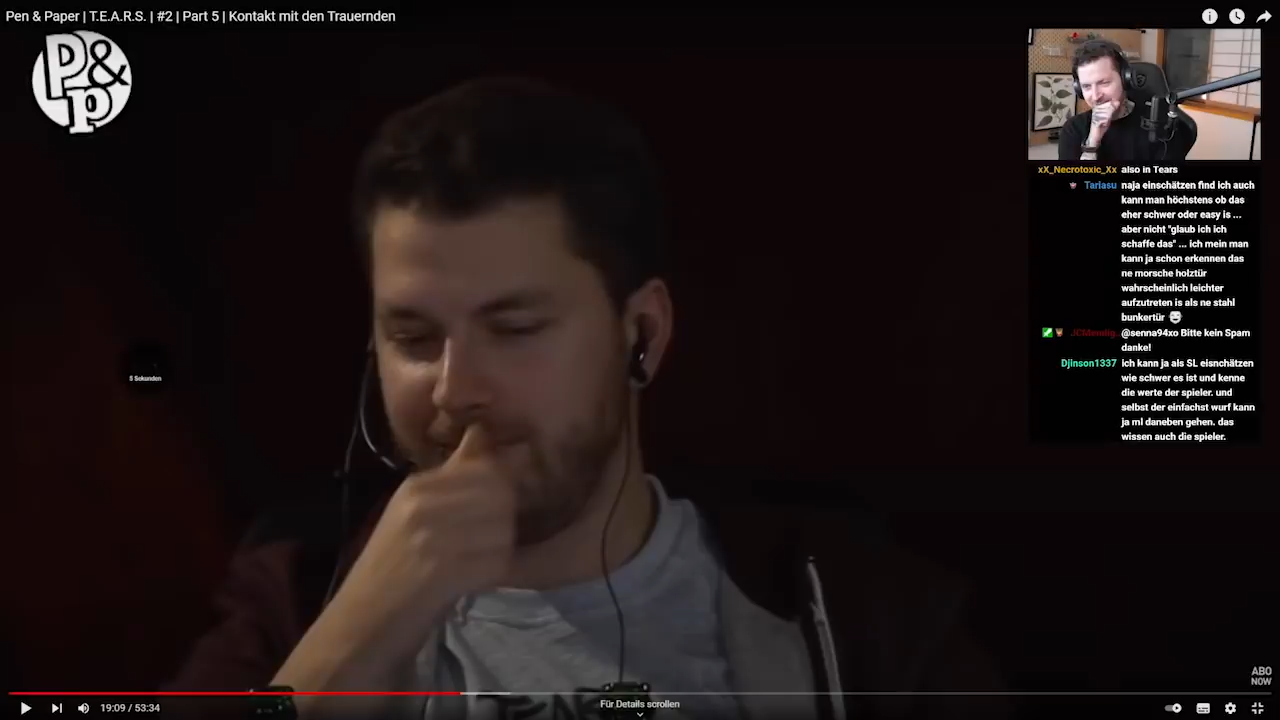 Pen & Paper | T.E.A.R.S. | #2 | Part 5 | Kontakt mit den Trauernden
P&P
xX_Necrotoxic_Xx also in Tears
Tariasu naja einschätzen find ich auch
kann man höchstens ob das
eher schwer oder easy is ...
aber nicht "glaub ich ich
schaffe das" ... ich mein man
kann ja schon erkennen das
ne morsche holztür
wahrscheinlich leichter
aufzutreten is als ne stahl
bunkertür
@senna94xo Bitte kein Spam
danke!
Djinson1337 Ich kann ja als SL eisnchätzen
wie schwer es ist und kenne
die werte der spieler. und
selbst der einfachst wurf kann
ja ml daneben gehen. das
wissen auch die spieler.
5 Sekunden
ABO
NOW
19:09 / 53:34
Für Details scrollen